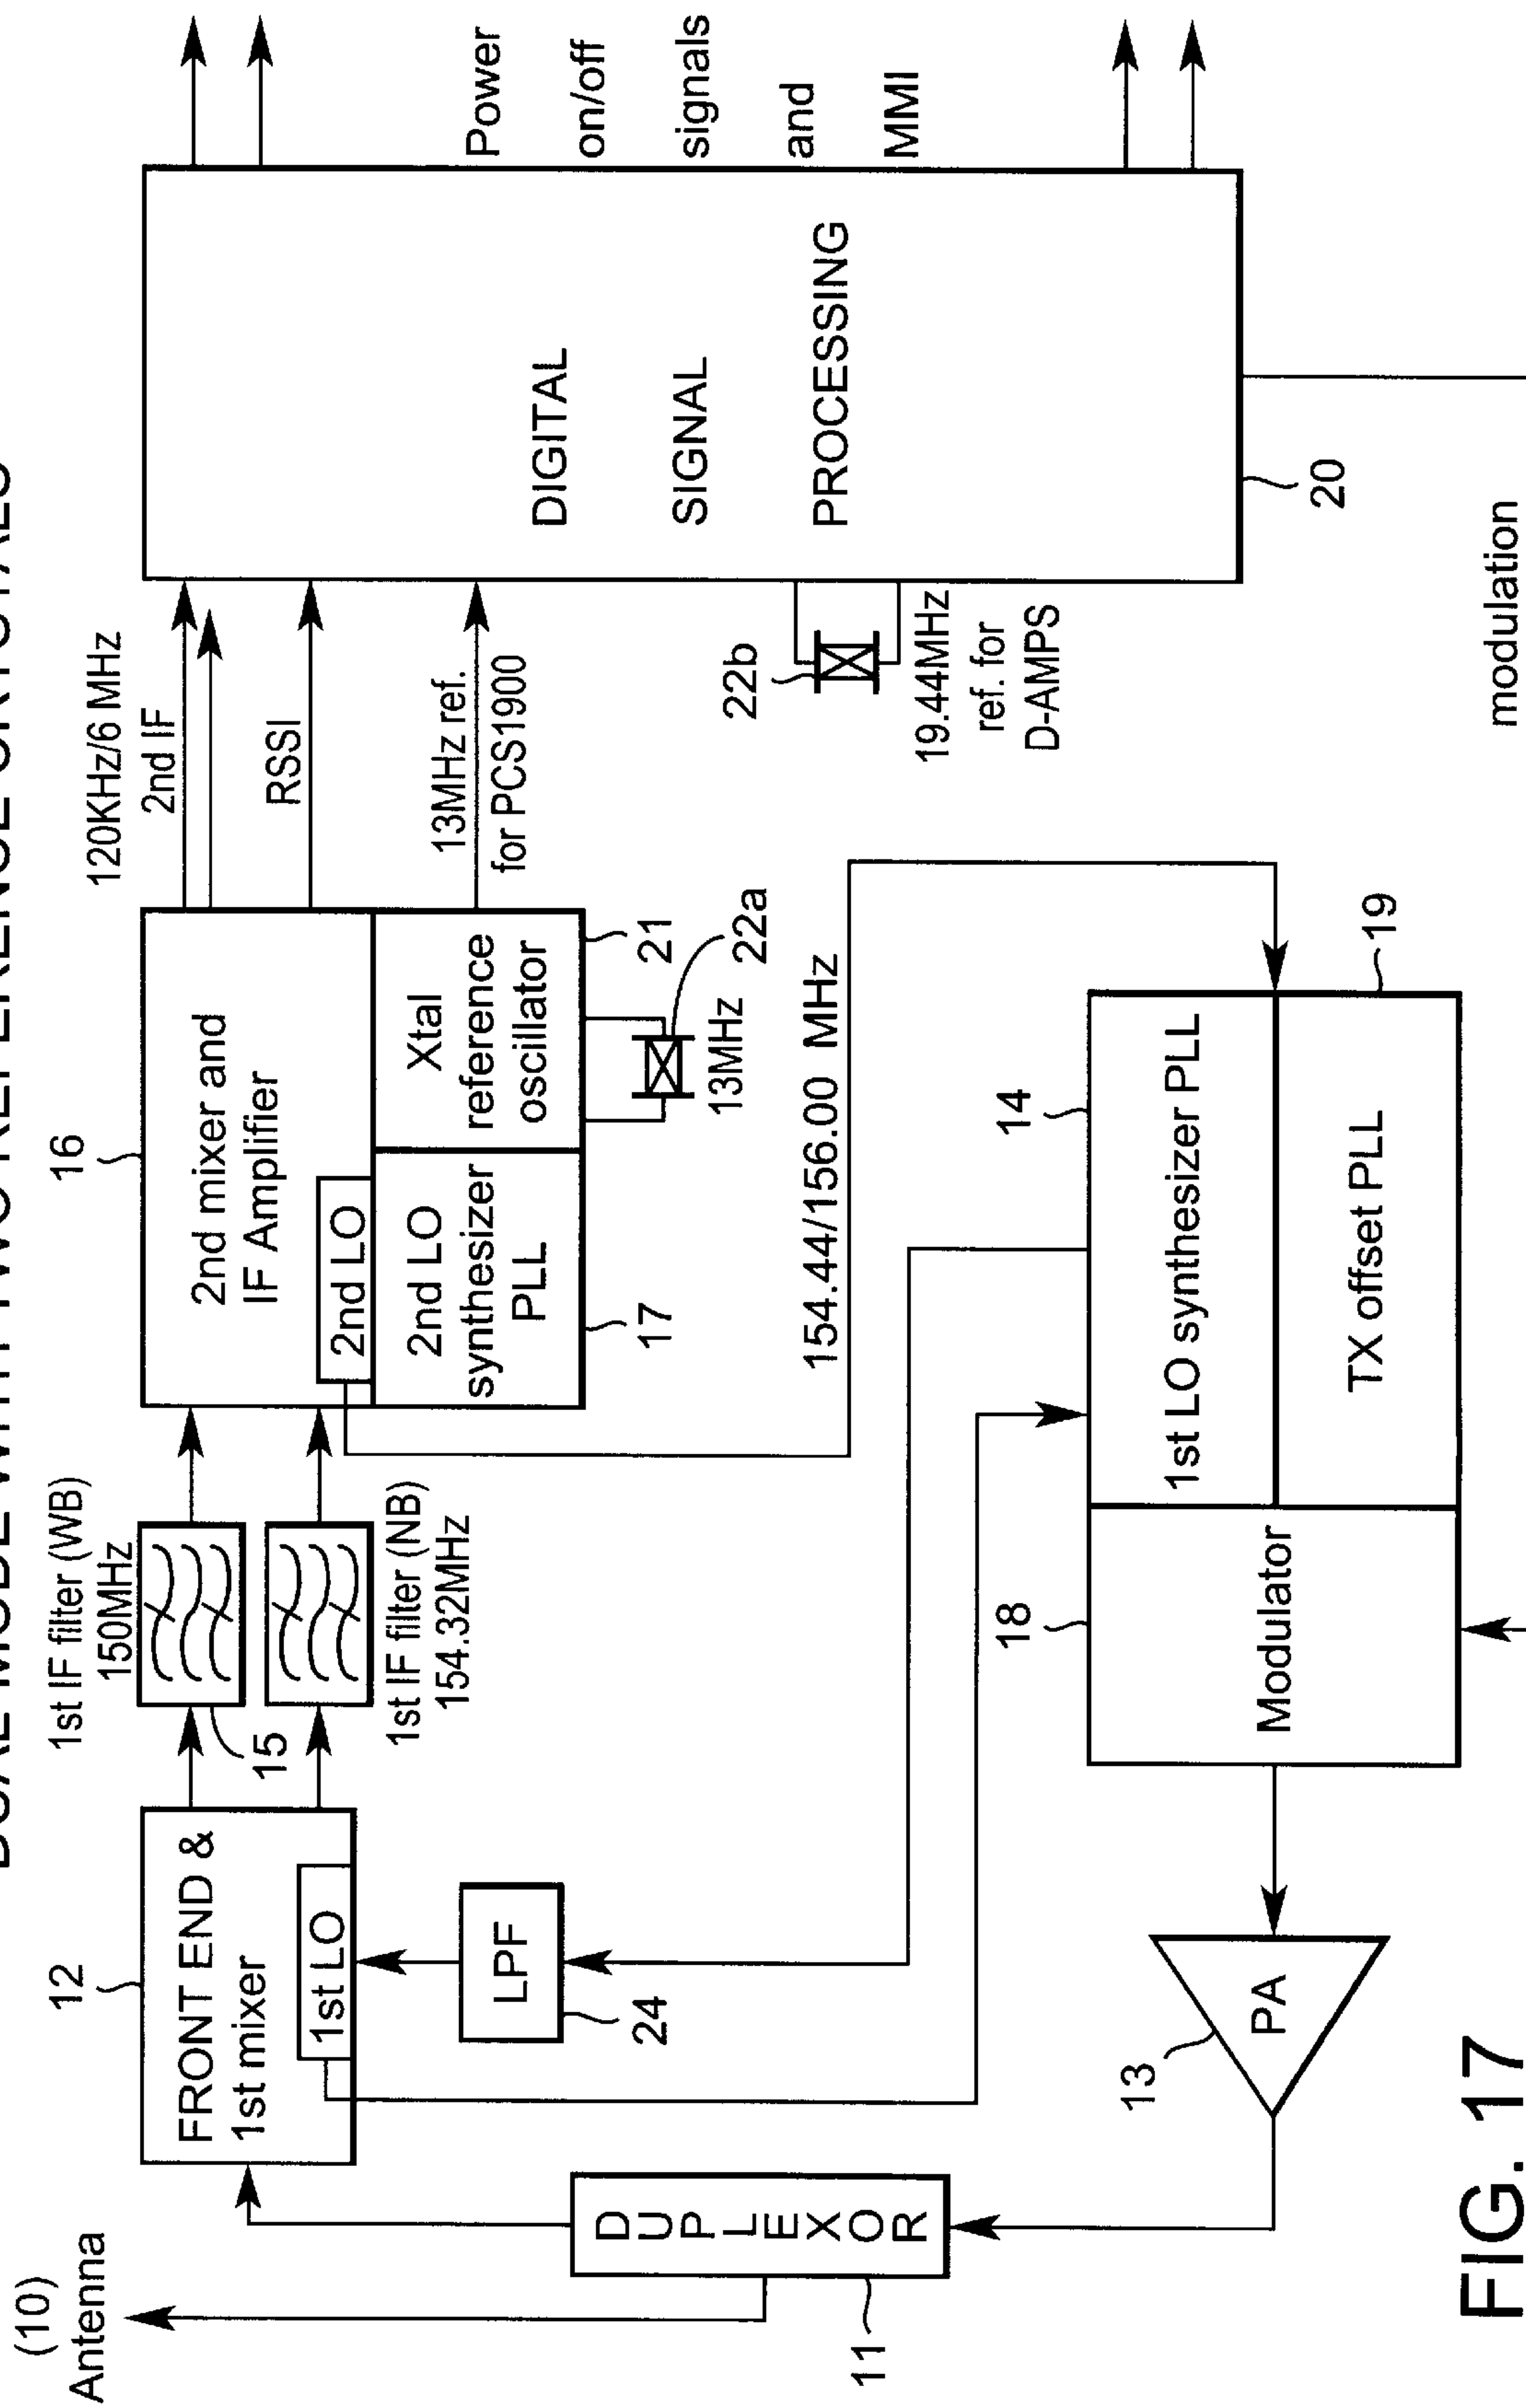 DUAL-MODE WITH TWO REFERENCE CRYSTALS
(10)
Antenna
12
FRONT END &
1st mixer
1st LO
1st IF filter (WB)
150MHz
15
1st IF filter (NB)
154.32MHz
16
2nd mixer and
IF Amplifier
2nd LO
2nd LO
synthesizer
PLL
17
Xtal
reference
oscillator
21
22a
13MHz
120KHz/6 MHz
2nd IF
RSSI
13MHz ref.
for PCS1900
22b
19.44MHz
ref. for
D-AMPS
DIGITAL
SIGNAL
PROCESSING
20
Power
on/off
signals
and
MMI
LPF
24
154.44/156.00 MHz
DUPLEXOR
11
13
PA
18
Modulator
14
1st LO synthesizer PLL
TX offset PLL
19
modulation
FIG. 17